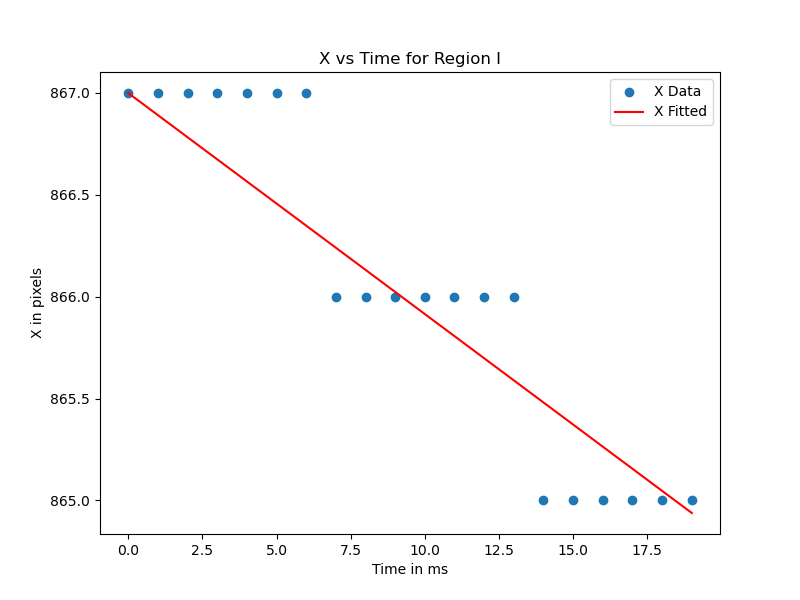 X vs Time for Region I
X Data
X Fitted
867.0
866.5
866.0
865.5
865.0
X in pixels
0.0 2.5 5.0 7.5 10.0 12.5 15.0 17.5
Time in ms